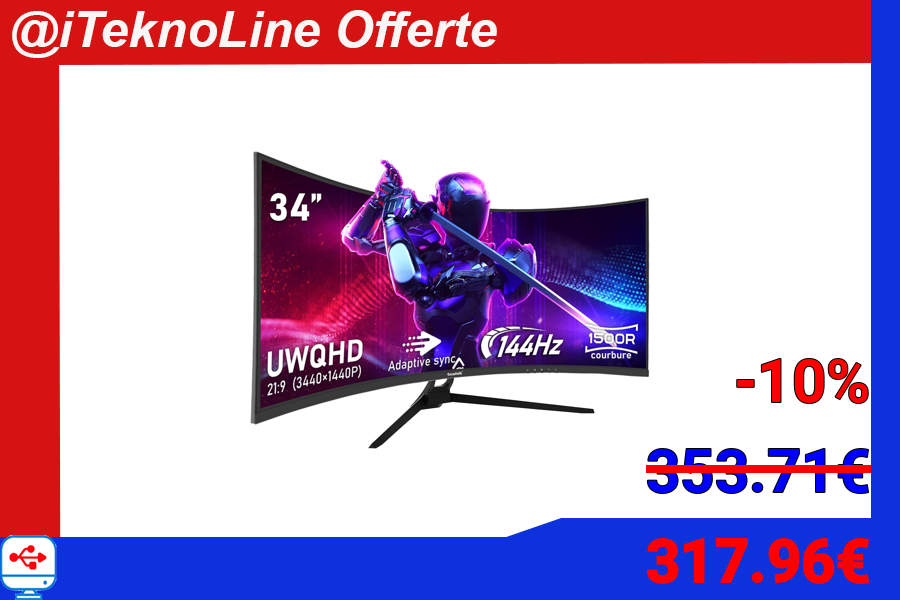 @iTeknoLine Offerte
34”
UWQHD
21:9 (3440×1440P)
Adaptive sync
144Hz
1500R
courbure
-10%
353.71€
317.96€